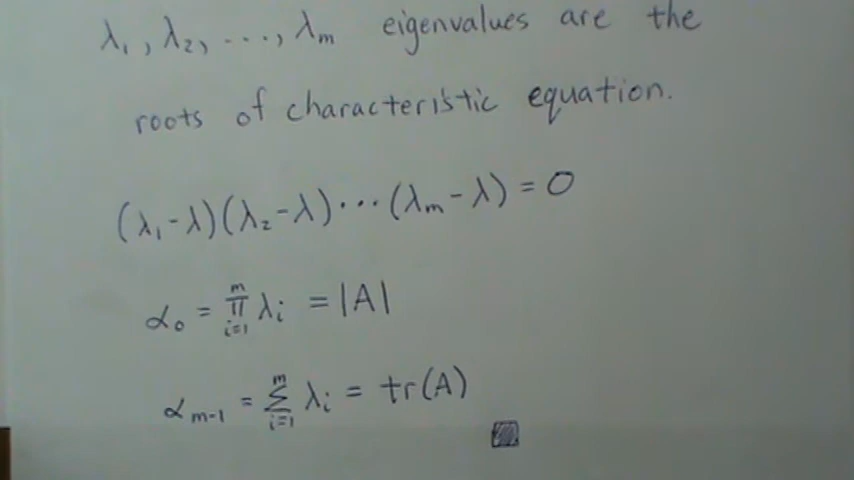 λ₁, λ₂, ..., λₘ eigenvalues are the
roots of characteristic equation.
(λ₁-λ)(λ₂-λ)···(λₘ-λ) = 0
α₀ = ∏ᵢ₌₁ᵐ λᵢ = |A|
αₘ₋₁ = ∑ᵢ₌₁ᵐ λᵢ = tr(A)